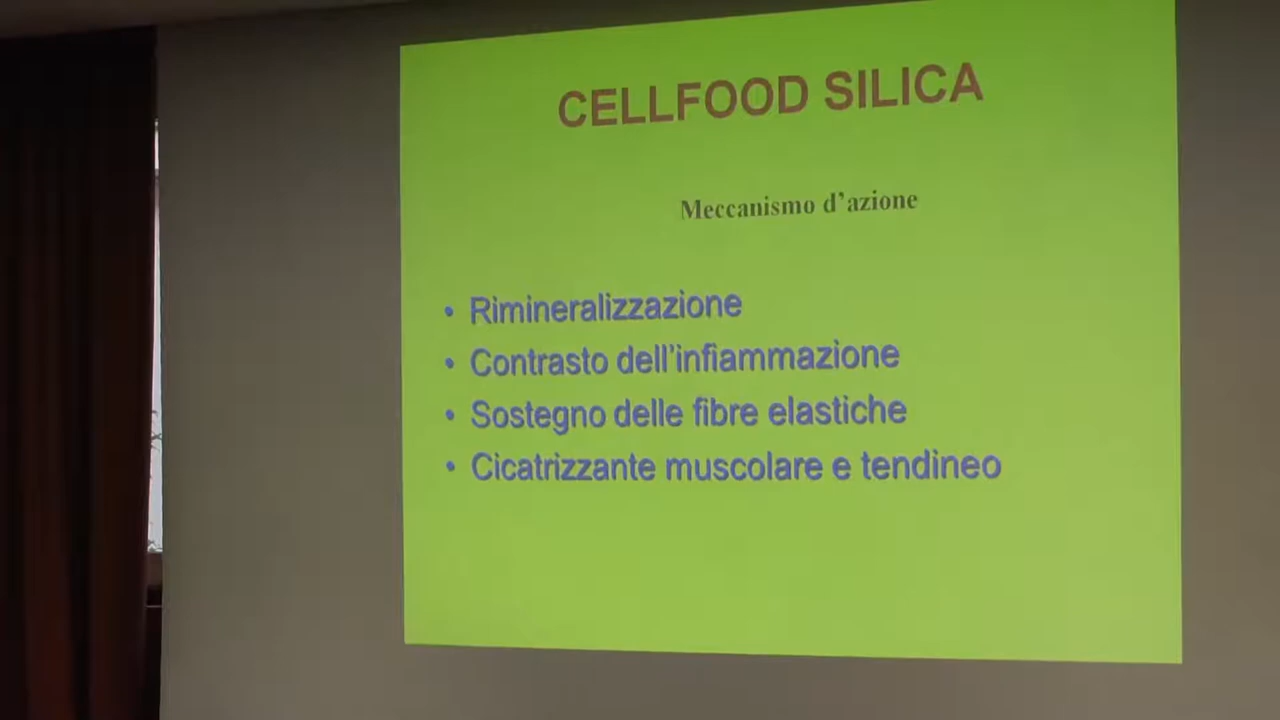 CELLFOOD SILICA
Meccanismo d'azione
• Rimineralizzazione
• Contrasto dell'infiammazione
• Sostegno delle fibre elastiche
• Cicatrizzante muscolare e tendineo